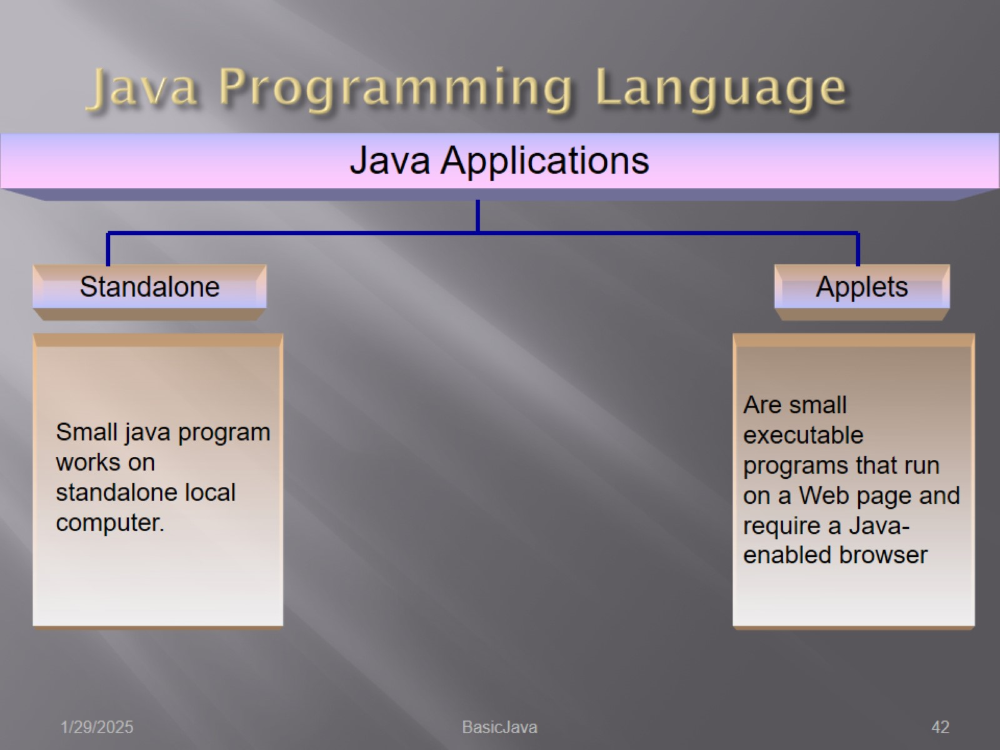 Java Programming Language
Java Applications
Standalone
Small java program
works on
standalone local
computer.
Applets
Are small
executable
programs that run
on a Web page and
require a Java-
enabled browser
1/29/2025
BasicJava
42